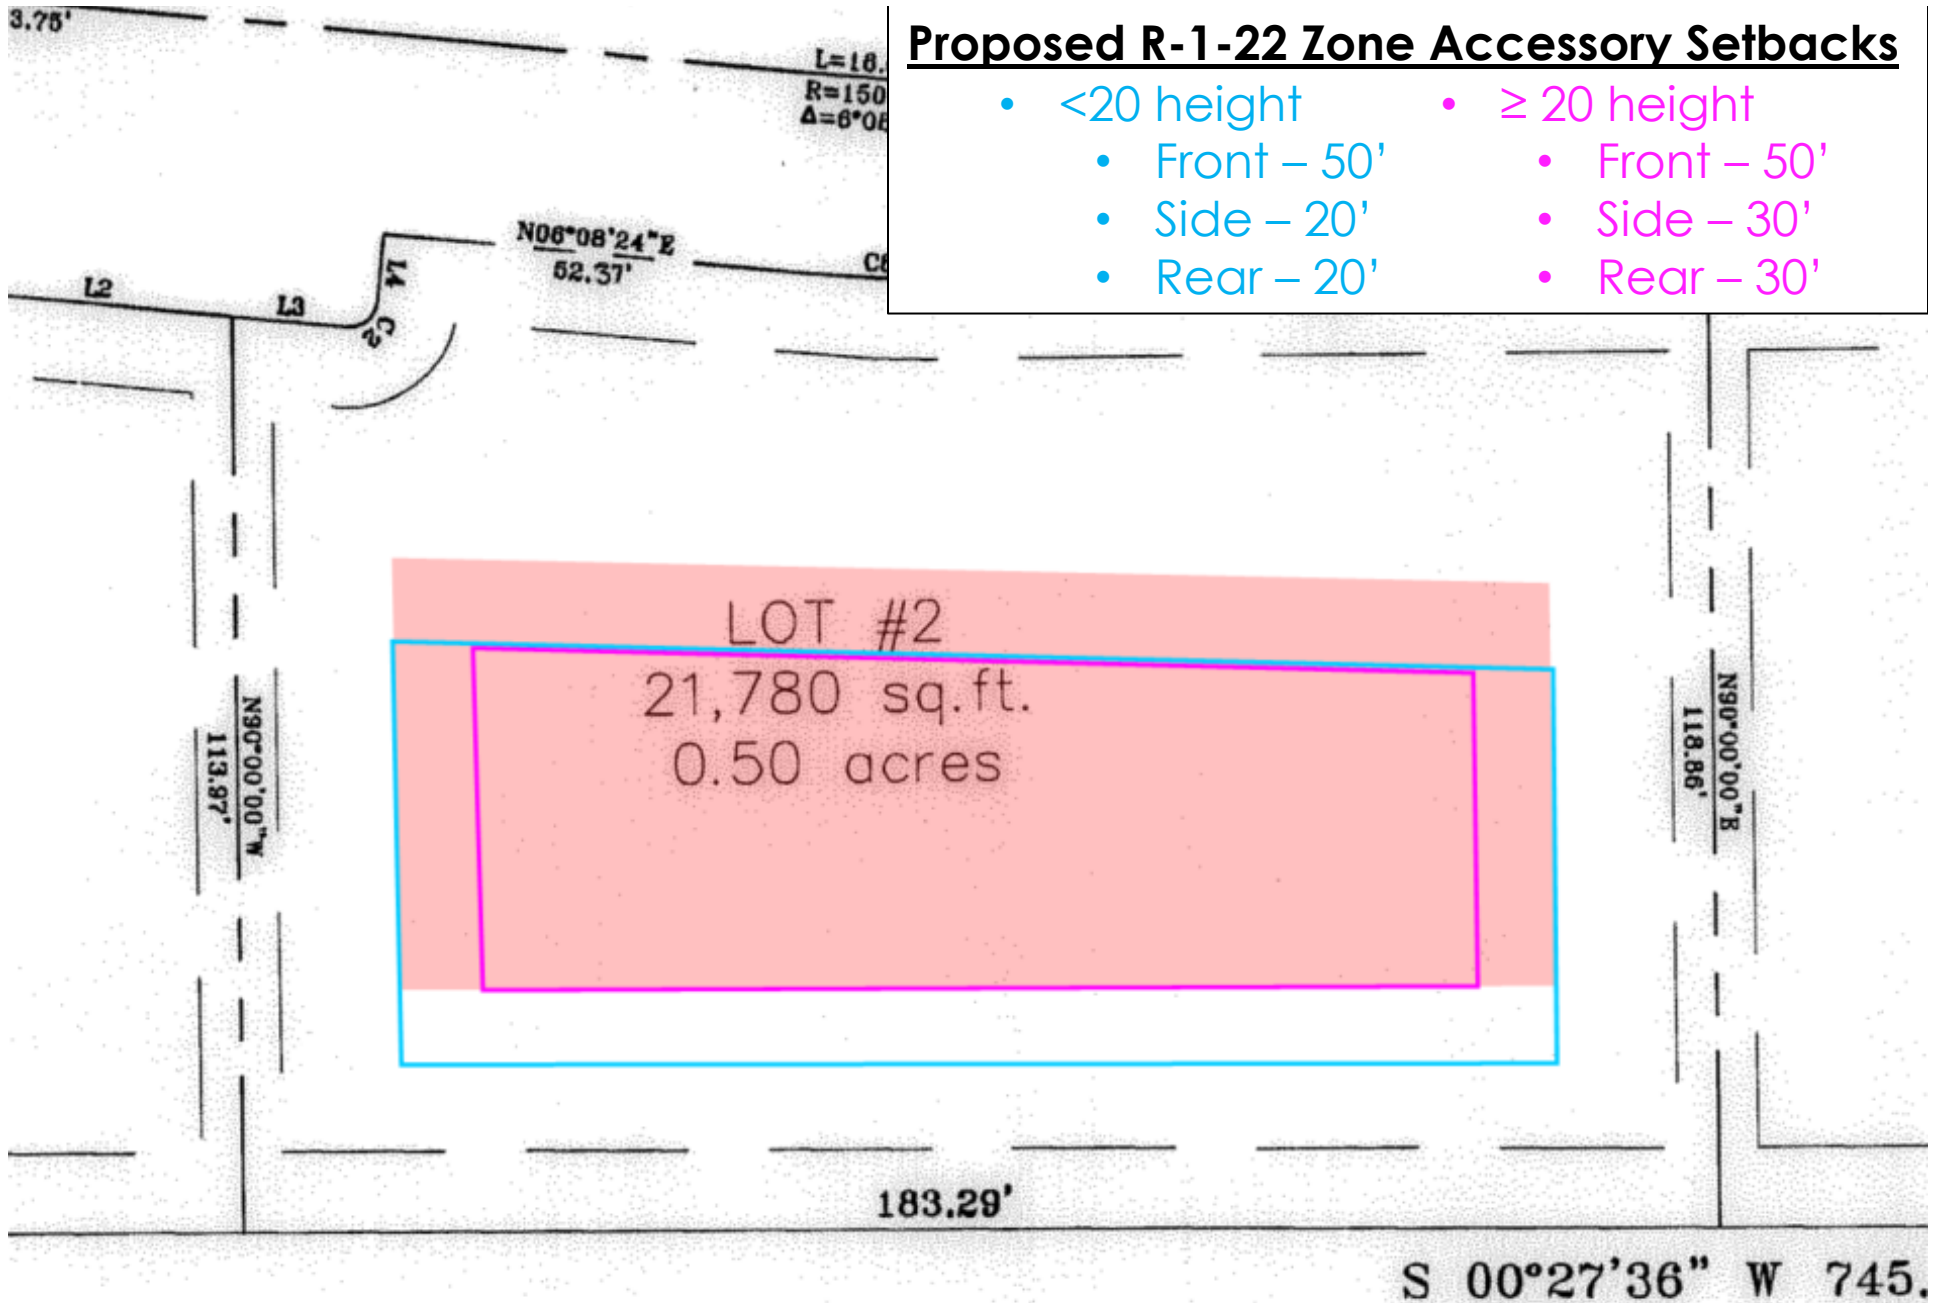 3.75'
L=16.
R=150
Δ=6°08
Proposed R-1-22 Zone Accessory Setbacks
• <20 height
• Front – 50’
• Side – 20’
• Rear – 20’
• ≥ 20 height
• Front – 50’
• Side – 30’
• Rear – 30’
N06°08'24"E
52.37'
L2
L3
L4
C2
LOT #2
21,780 sq.ft.
0.50 acres
N90°00'00"W
113.97'
N90°00'00"E
118.86'
183.29'
S 00°27'36" W 745.